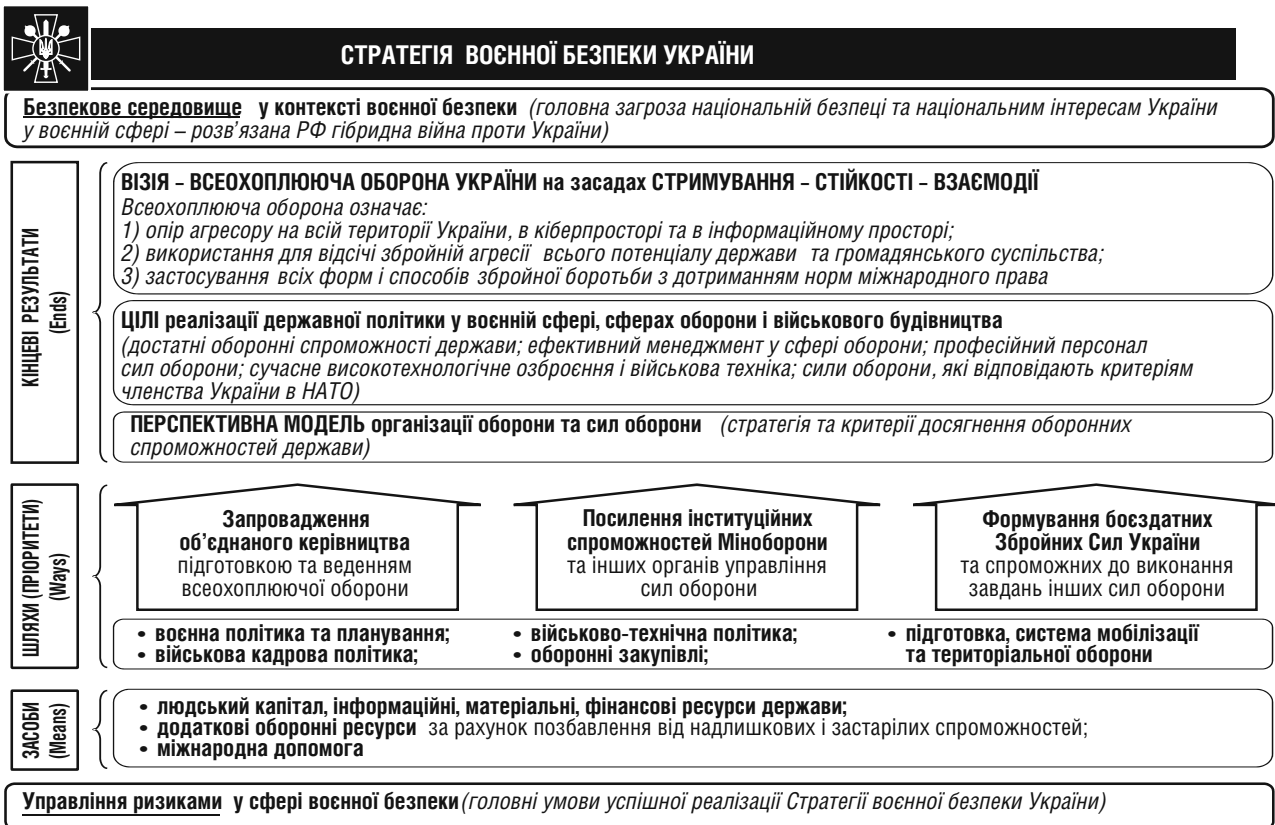 СТРАТЕГІЯ ВОЄННОЇ БЕЗПЕКИ УКРАЇНИ
Безпекове середовище у контексті воєнної безпеки (головна загроза національній безпеці та національним інтересам України
у воєнній сфері – розв’язана РФ гібридна війна проти України)
КІНЦЕВІ РЕЗУЛЬТАТИ
(Ends)
ВІЗІЯ – ВСЕОХОПЛЮЮЧА ОБОРОНА УКРАЇНИ на засадах СТРИМУВАННЯ – СТІЙКОСТІ – ВЗАЄМОДІЇ
Всеохоплююча оборона означає:
1) опір агресору на всій території України, в кіберпросторі та в інформаційному просторі;
2) використання для відсічі збройній агресії всього потенціалу держави та громадянського суспільства;
3) застосування всіх форм і способів збройної боротьби з дотриманням норм міжнародного права
ЦІЛІ реалізації державної політики у воєнній сфері, сферах оборони і військового будівництва
(достатні оборонні спроможності держави; ефективний менеджмент у сфері оборони; професійний персонал
сил оборони; сучасне високотехнологічне озброєння і військова техніка; сили оборони, які відповідають критеріям
членства України в НАТО)
ПЕРСПЕКТИВНА МОДЕЛЬ організації оборони та сил оборони (стратегія та критерії досягнення оборонних
спроможностей держави)
ШЛЯХИ (ПРІОРИТЕТИ)
(Ways)
Запровадження
об’єднаного керівництва
підготовкою та веденням
всеохоплюючої оборони
Посилення інституційних
спроможностей Міноборони
та інших органів управління
сил оборони
Формування боєздатних
Збройних Сил України
та спроможних до виконання
завдань інших сил оборони
• воєнна політика та планування;
• військова кадрова політика;
• військово-технічна політика;
• оборонні закупівлі;
• підготовка, система мобілізації
та територіальної оборони
ЗАСОБИ
(Means)
• людський капітал, інформаційні, матеріальні, фінансові ресурси держави;
• додаткові оборонні ресурси за рахунок позбавлення від надлишкових і застарілих спроможностей;
• міжнародна допомога
Управління ризиками у сфері воєнної безпеки (головні умови успішної реалізації Стратегії воєнної безпеки України)